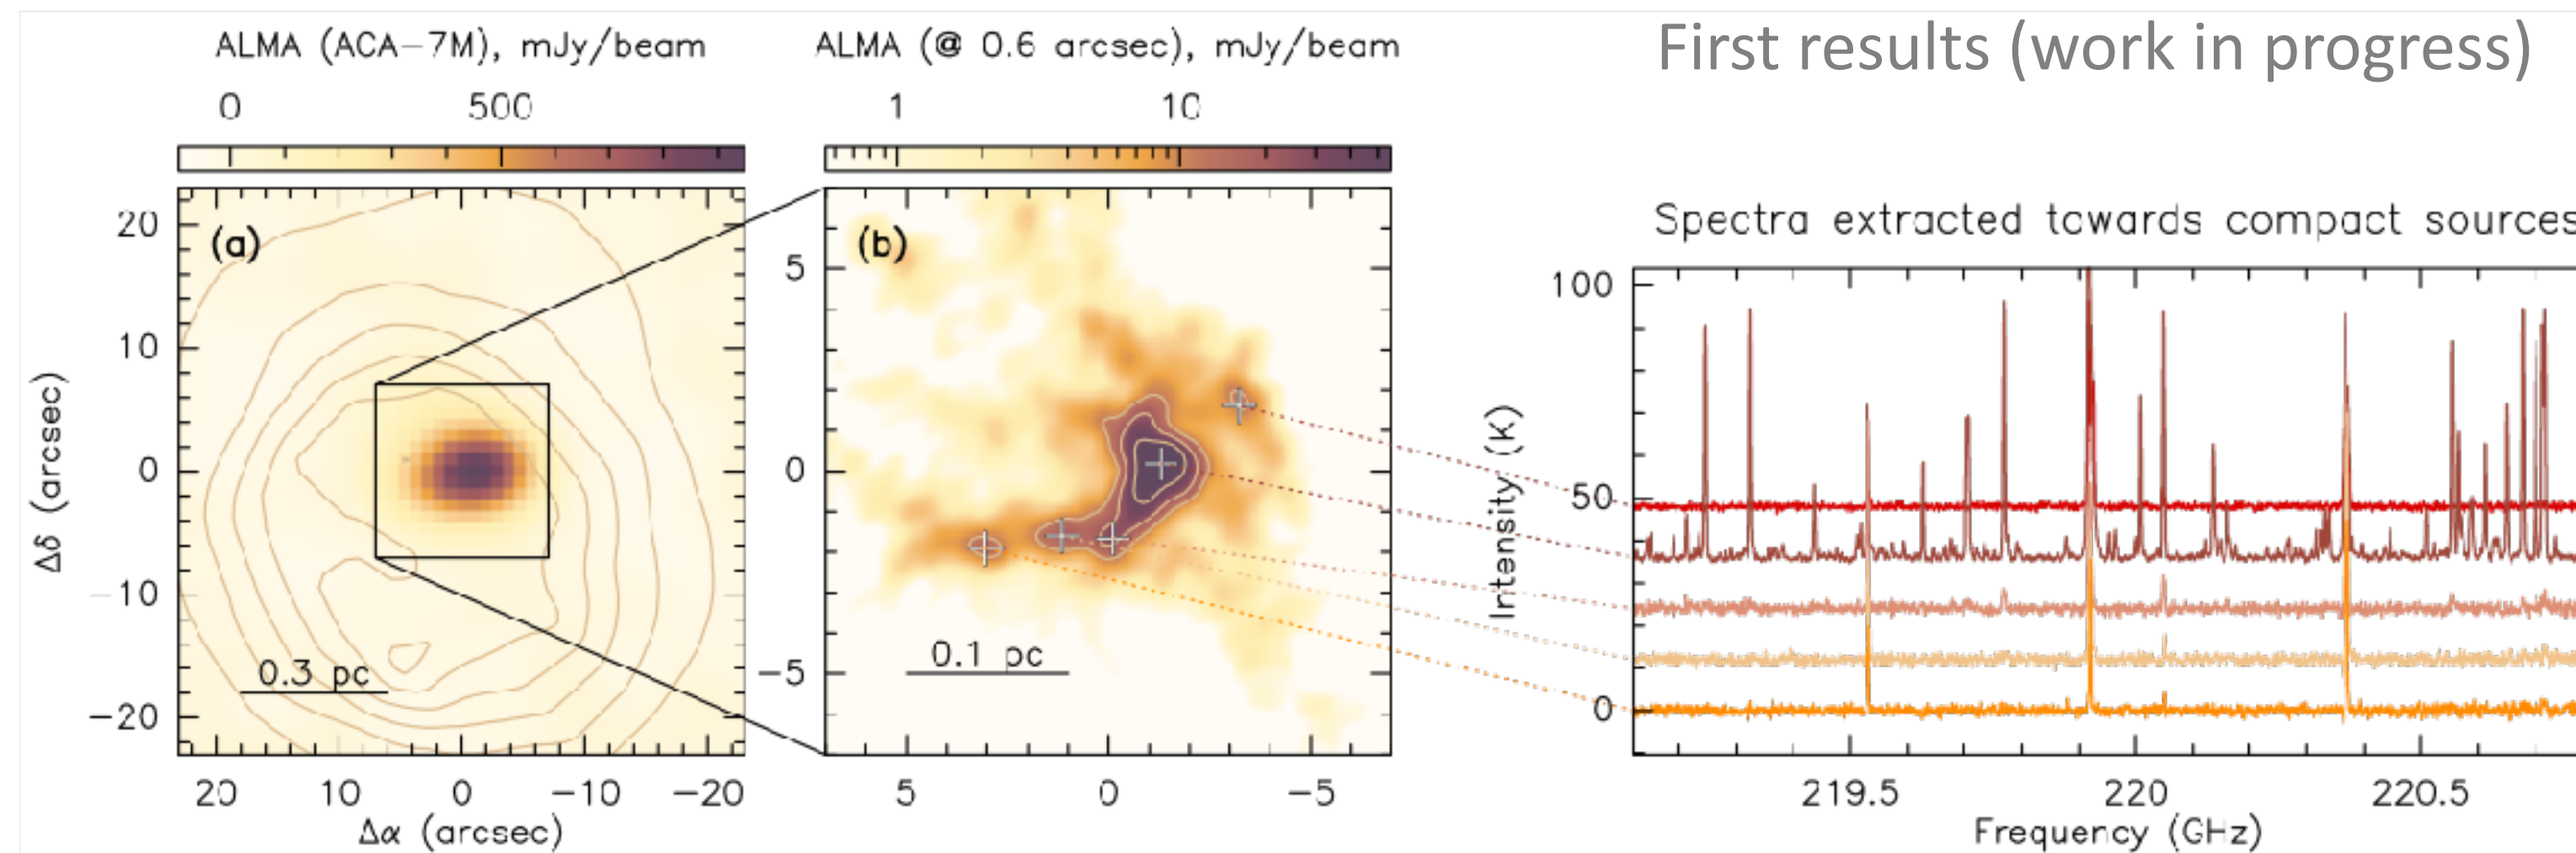 First results (work in progress)
ALMA (ACA−7M), mJy/beam
0 500
(a)
20
10
0
−10
−20
Δδ (arcsec)
0.3 pc
20 10 0 −10 −20
Δα (arcsec)
ALMA (@ 0.6 arcsec), mJy/beam
1 10
(b)
5
0
−5
0.1 pc
5 0 −5
Spectra extracted towards compact sources
100
50
0
Intensity (K)
219.5 220 220.5
Frequency (GHz)